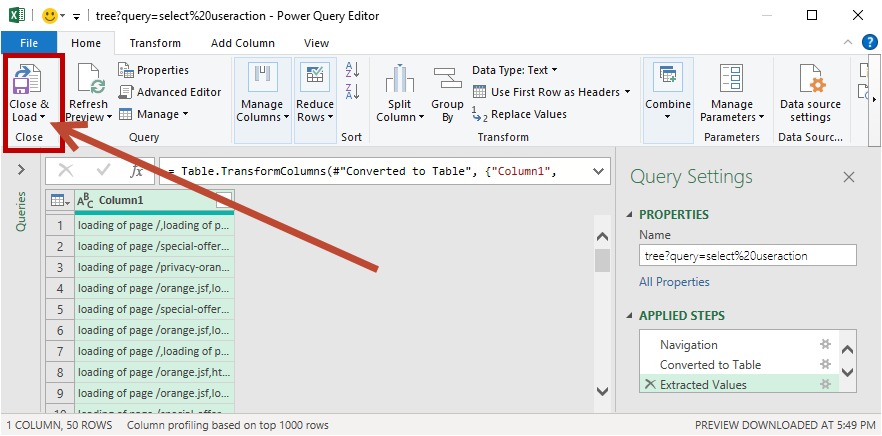 tree?query=select%20useraction - Power Query Editor
File Home Transform Add Column View
Close & Load
Close
Refresh Preview
Properties
Advanced Editor
Manage
Query
Manage Columns
Reduce Rows
Sort
Split Column
Group By
Data Type: Text
Use First Row as Headers
Replace Values
Transform
Combine
Manage Parameters
Parameters
Data source settings
Data Sourc...
Queries
fx
= Table.TransformColumns(#"Converted to Table", {"Column1",
ABC Column1
1 loading of page /,loading of p...
2 loading of page /special-offer...
3 loading of page /privacy-oran...
4 loading of page /orange.jsf,lo...
5 loading of page /special-offer...
6 loading of page /orange.jsf,lo...
7 loading of page /,loading of p...
8 loading of page /orange.jsf,ht...
9 loading of page /orange.jsf,lo...
10 loading of page /special-offer
Query Settings
PROPERTIES
Name
tree?query=select%20useraction
All Properties
APPLIED STEPS
Navigation
Converted to Table
Extracted Values
1 COLUMN, 50 ROWS Column profiling based on top 1000 rows PREVIEW DOWNLOADED AT 5:49 PM